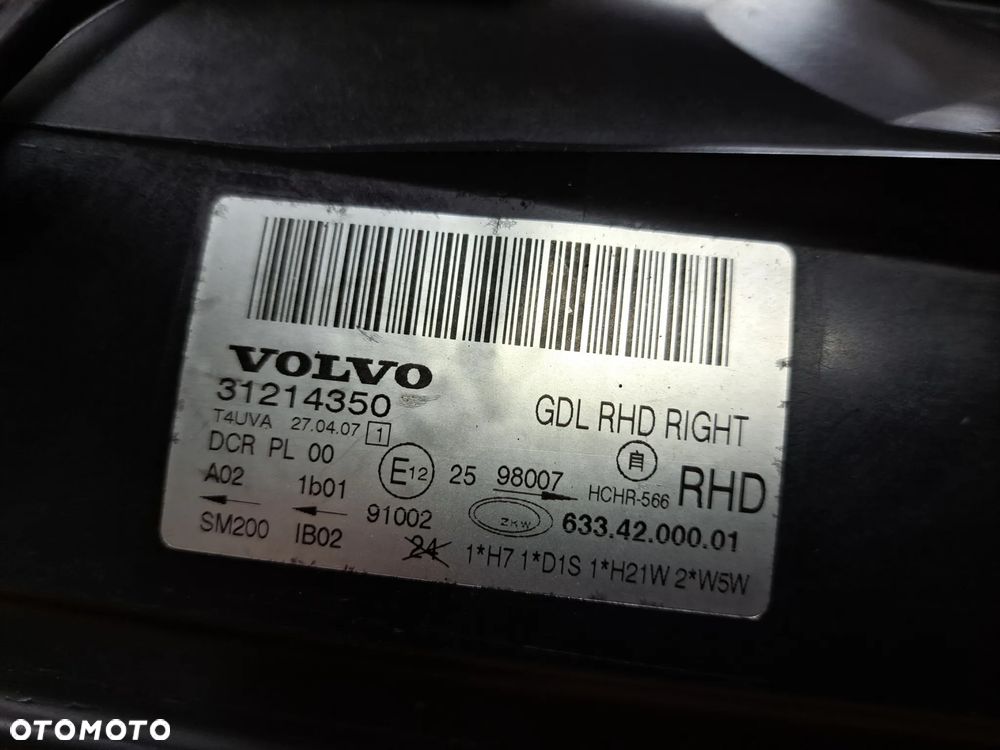 VOLVO
31214350
GDL RHD RIGHT
T4UVA 27.04.07 1
DCR PL 00
E12 25 98007
自
HCHR-566 RHD
A02 1b01 91002
ZKW 633.42.000.01
SM200 IB02 24 1*H7 1*D1S 1*H21W 2*W5W
OTOMOTO